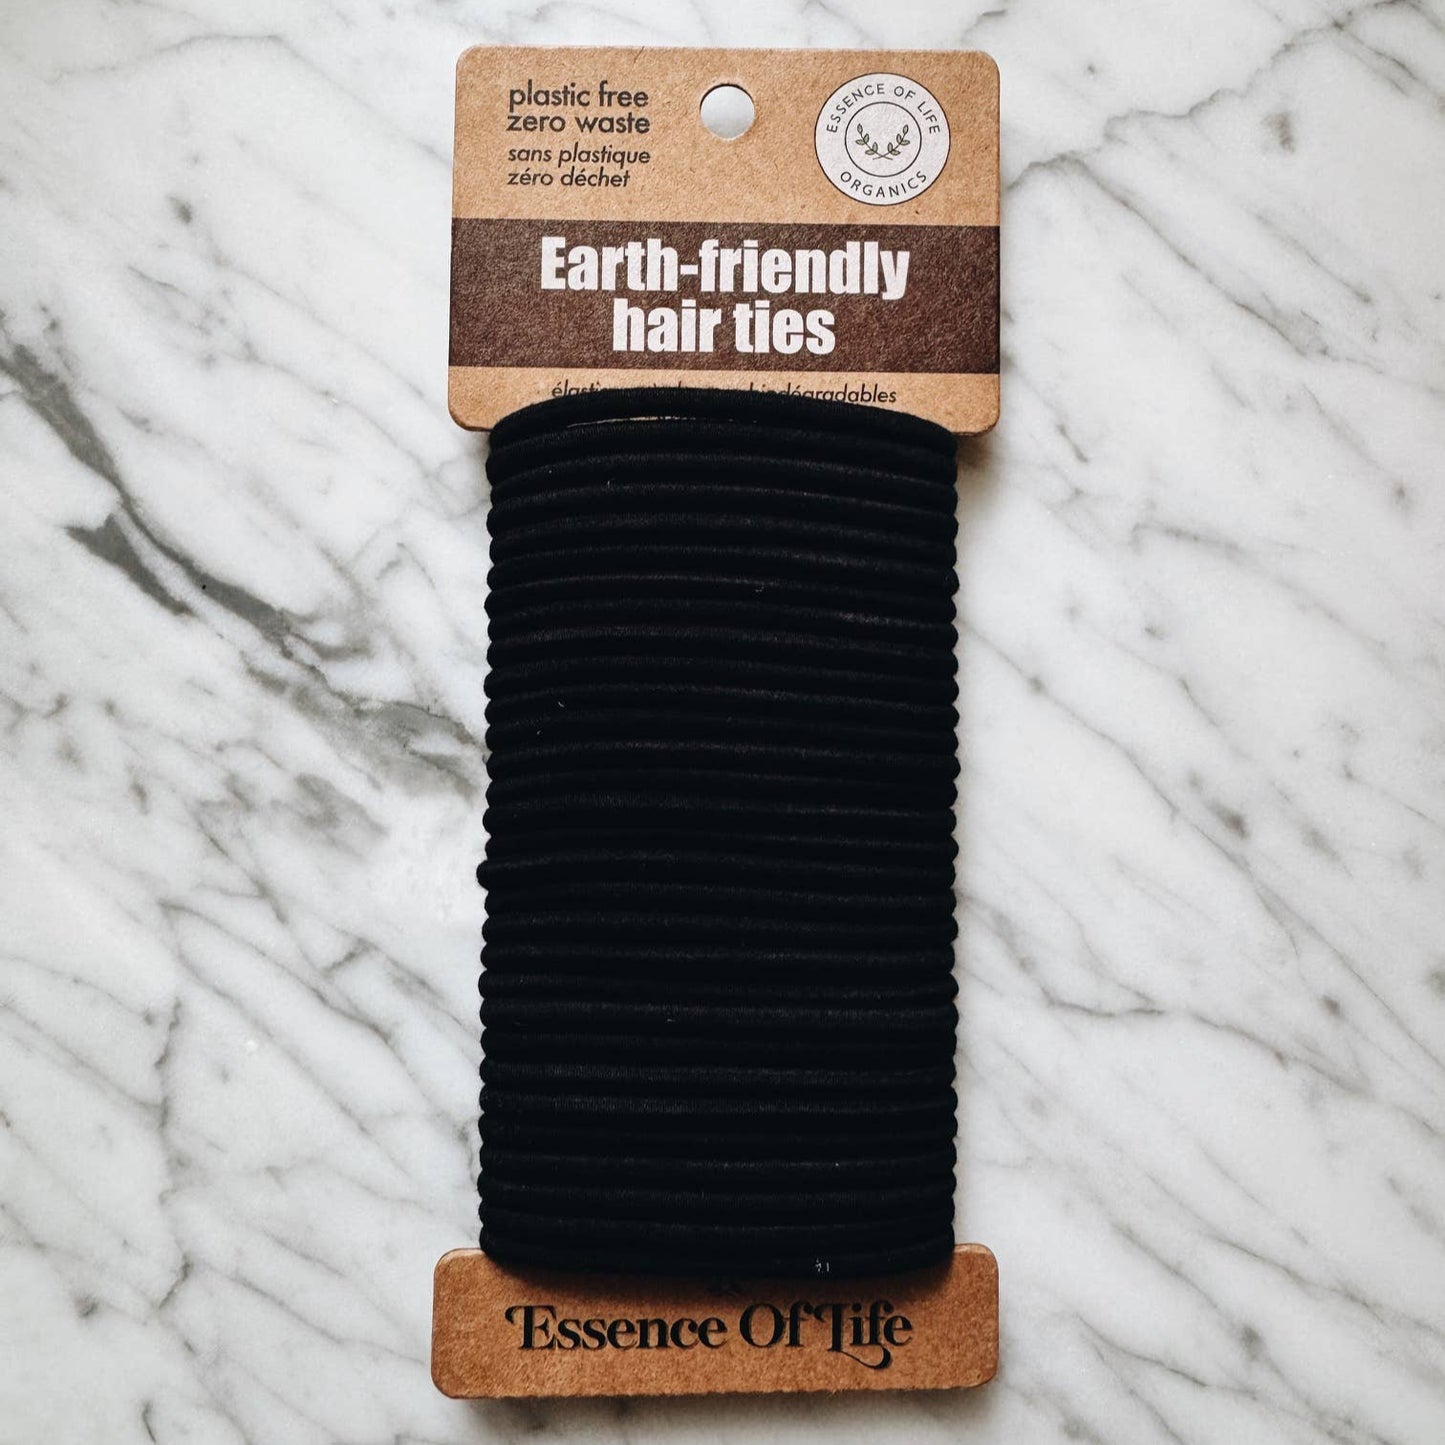 plastic free
zero waste
sans plastique
zéro déchet
ESSENCE OF LIFE
ORGANICS
Earth-friendly
hair ties
biodégradables
Essence Of Life